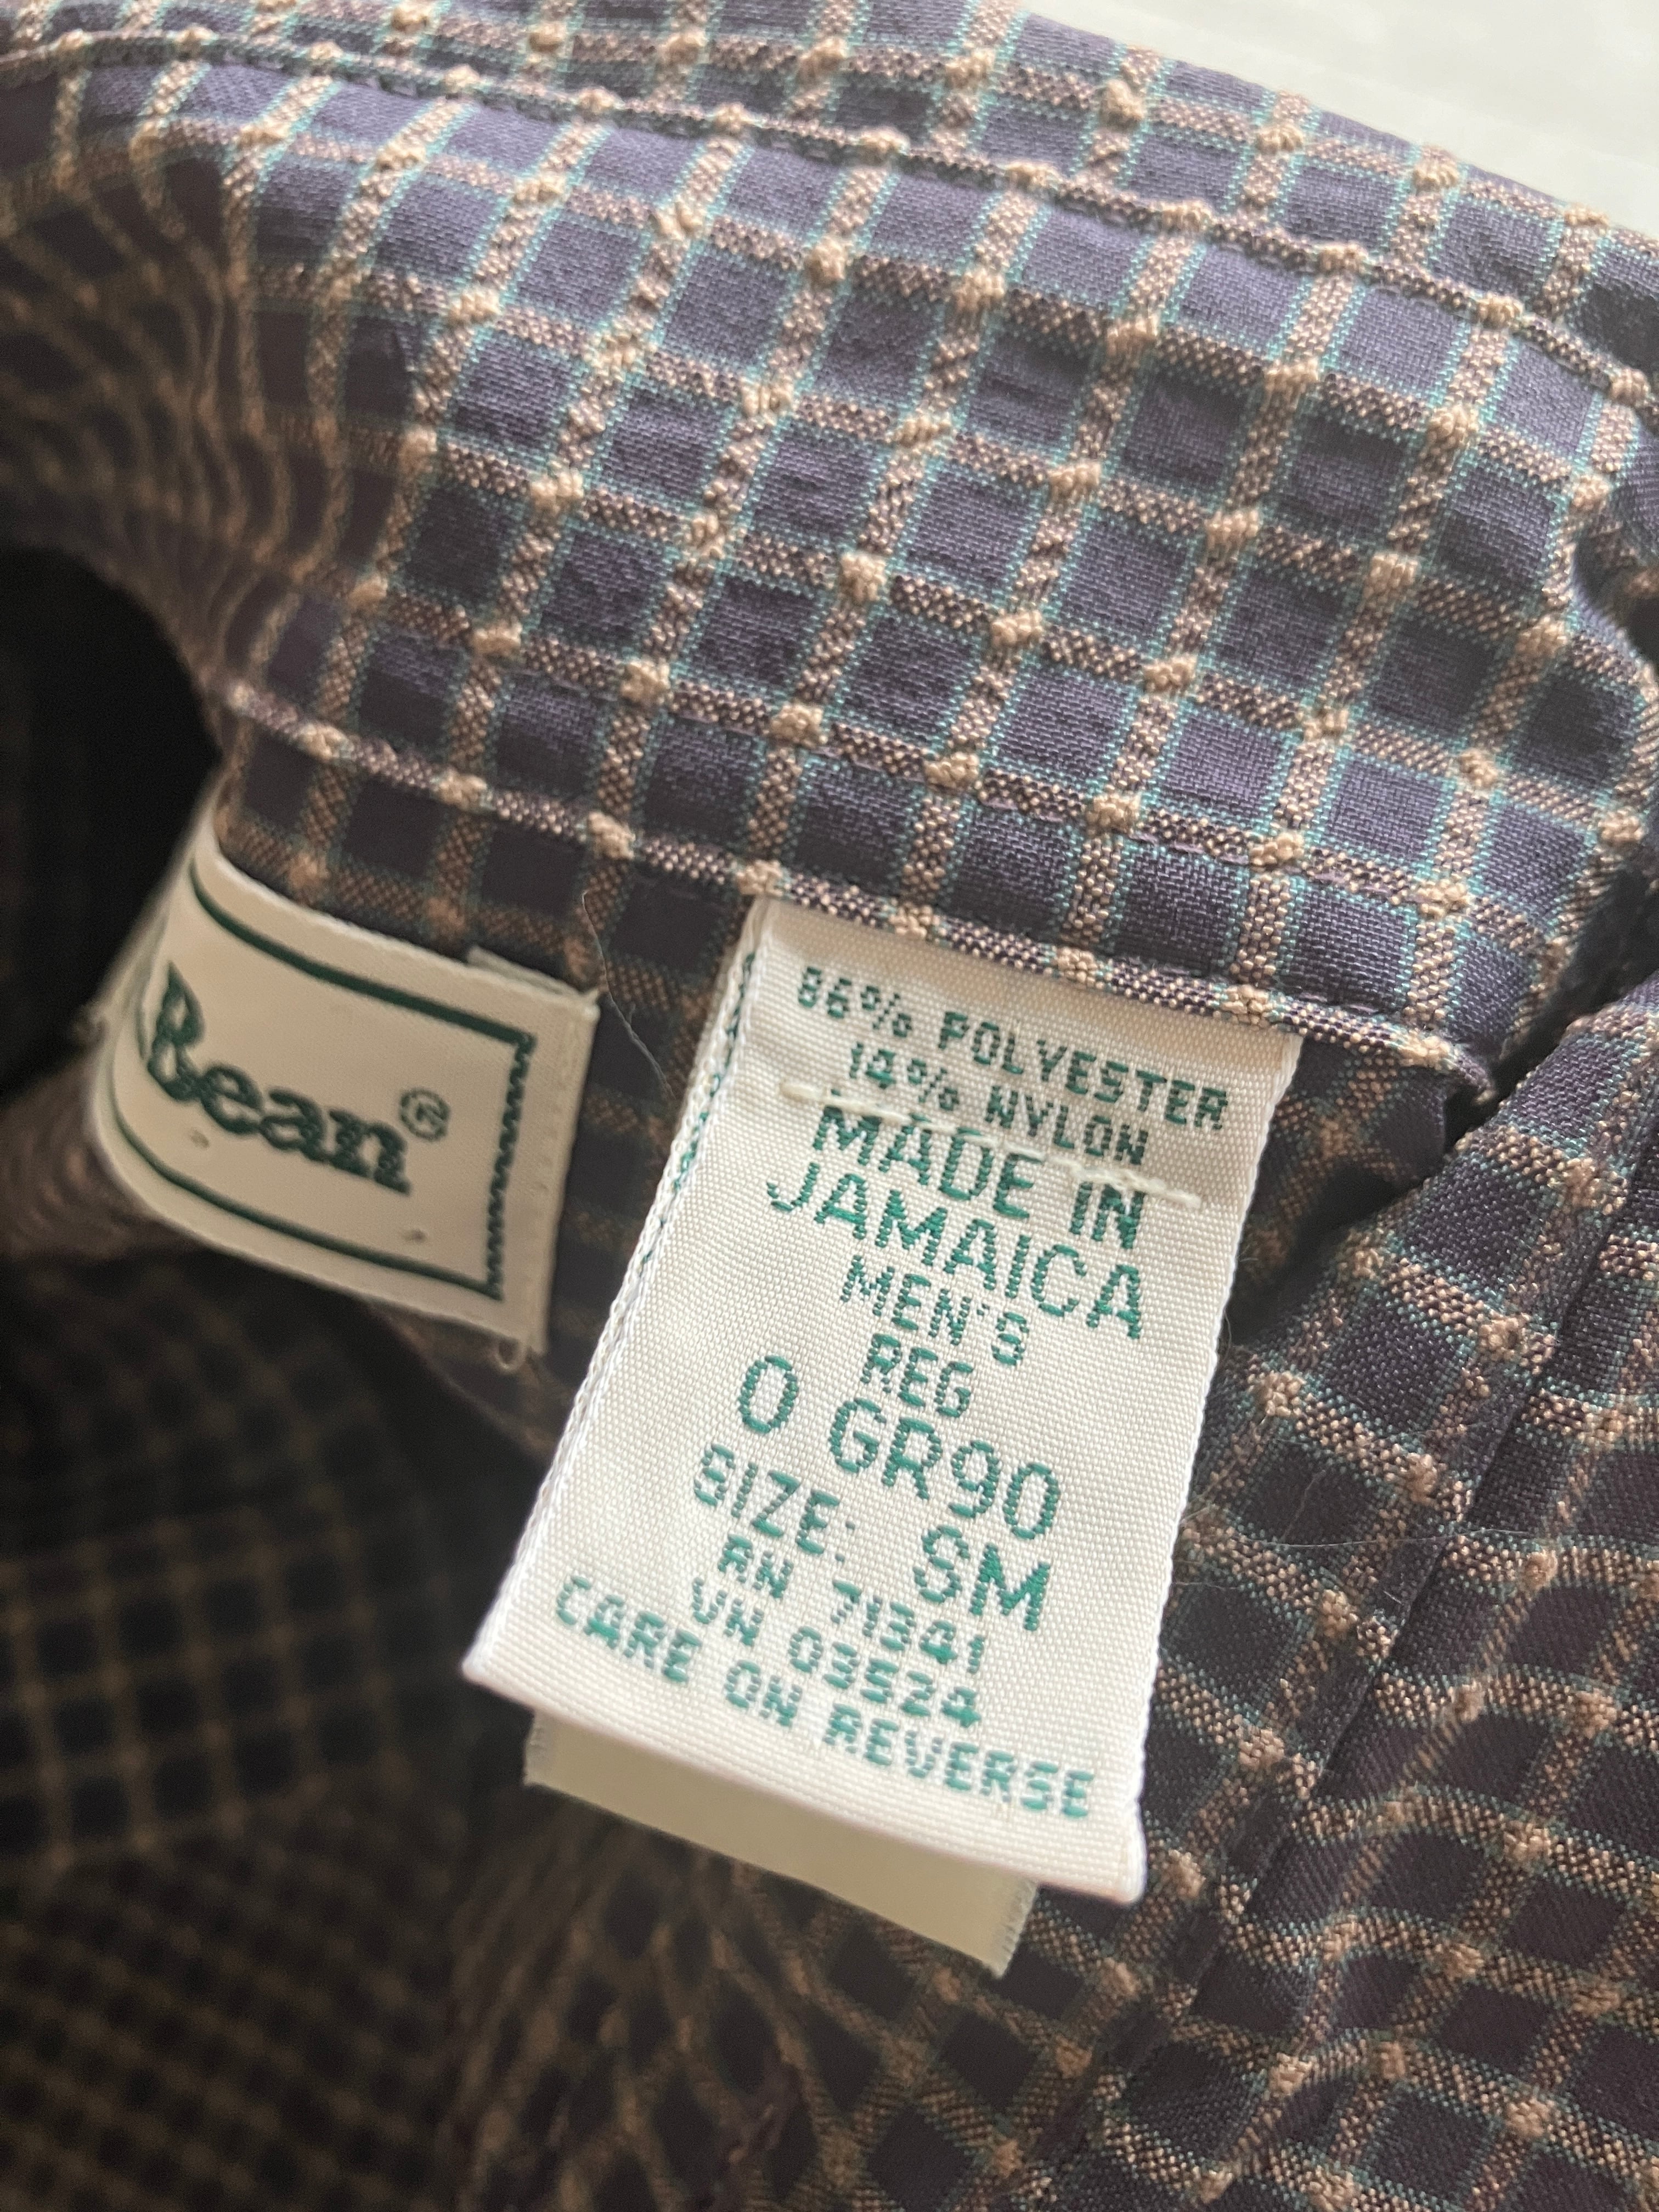 Bean®
86% POLYESTER
14% NYLON
MADE IN
JAMAICA
MEN'S
REG
0 GR90
SIZE: SM
RN 71341
VN 03524
CARE ON REVERSE